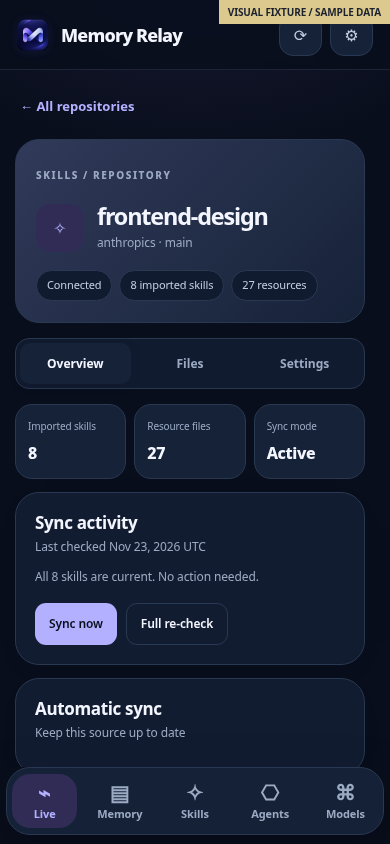 VISUAL FIXTURE / SAMPLE DATA
Memory Relay
← All repositories
SKILLS / REPOSITORY
frontend-design
anthropics · main
Connected
8 imported skills
27 resources
Overview
Files
Settings
Imported skills
8
Resource files
27
Sync mode
Active
Sync activity
Last checked Nov 23, 2026 UTC
All 8 skills are current. No action needed.
Sync now
Full re-check
Automatic sync
Keep this source up to date
Live
Memory
Skills
Agents
Models